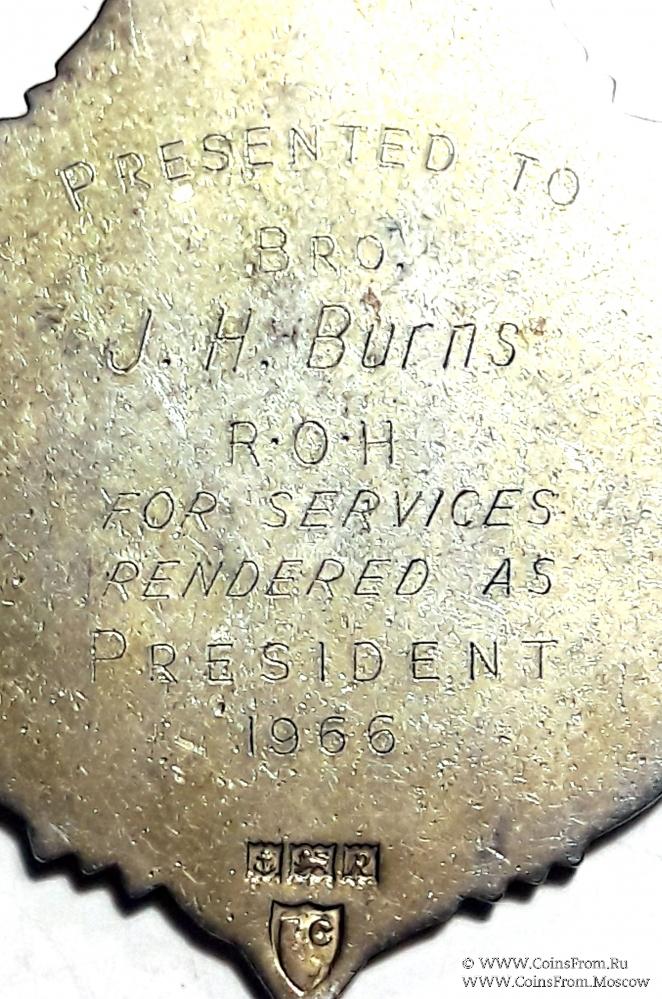 PRESENTED TO
BRO.
J. H. Burns
R·O·H
FOR SERVICES
RENDERED AS
PRESIDENT
1966
© WWW.CoinsFrom.Ru
WWW.CoinsFrom.Moscow